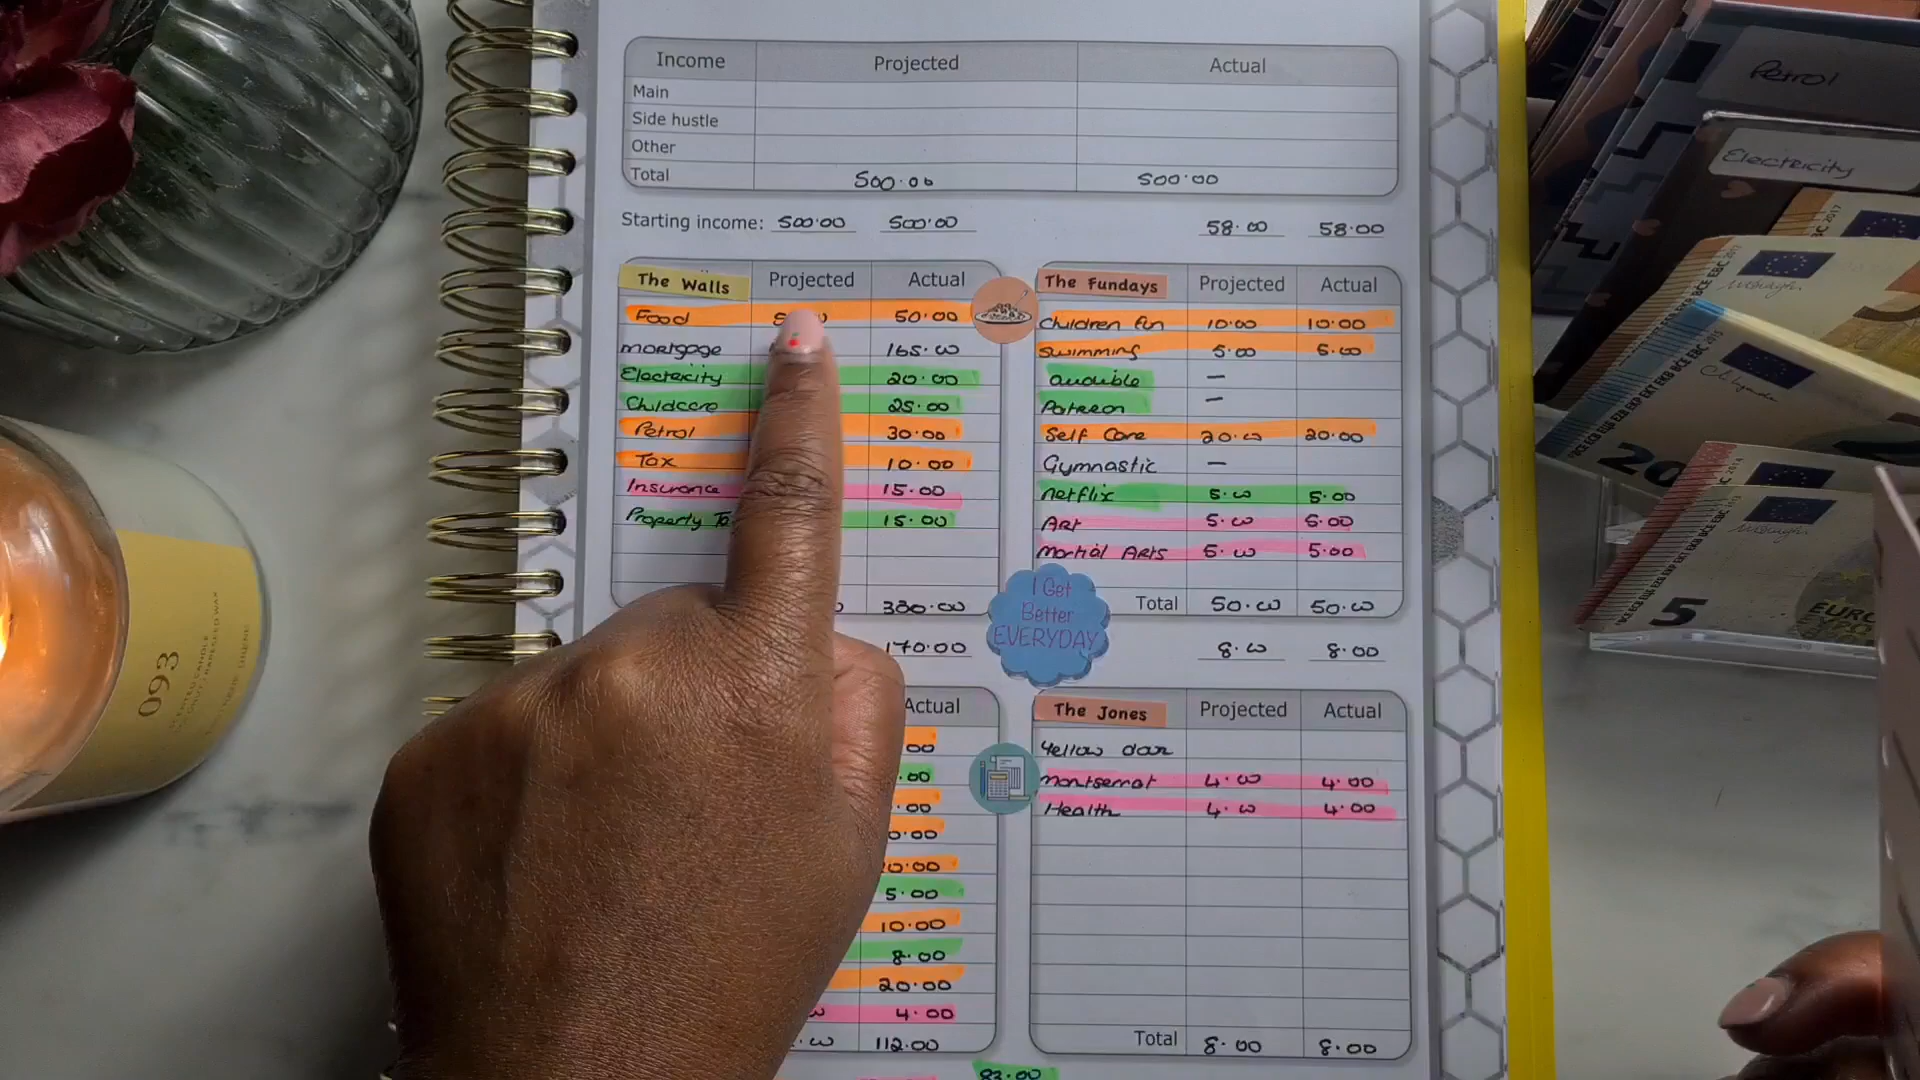 Income Projected Actual
Main
Side hustle
Other
Total 500.00 500.00
Starting income: 500.00 500.00
58.00 58.00
The Walls Projected Actual
Food 50.00
mortgage 165.00
Electricity 20.00
Childcare 25.00
Petrol 30.00
Tax 10.00
Insurance 15.00
Property 15.00
330.00
170.00
The Fundays Projected Actual
Children fun 10.00 10.00
Swimming 5.00 5.00
audible –
Patreon –
Self Care 20.00 20.00
Gymnastic –
netflix 5.00 5.00
Art 5.00 5.00
martial ARTS 5.00 5.00
Total 50.00 50.00
8.00 8.00
I Get
Better
EVERYDAY
Actual
5.00
10.00
8.00
20.00
4.00
112.00
The Jones Projected Actual
Montserrat 4.00 4.00
Health 4.00 4.00
Total 8.00 8.00
83.00
093
Petrol
Electricity
20
5
EURO